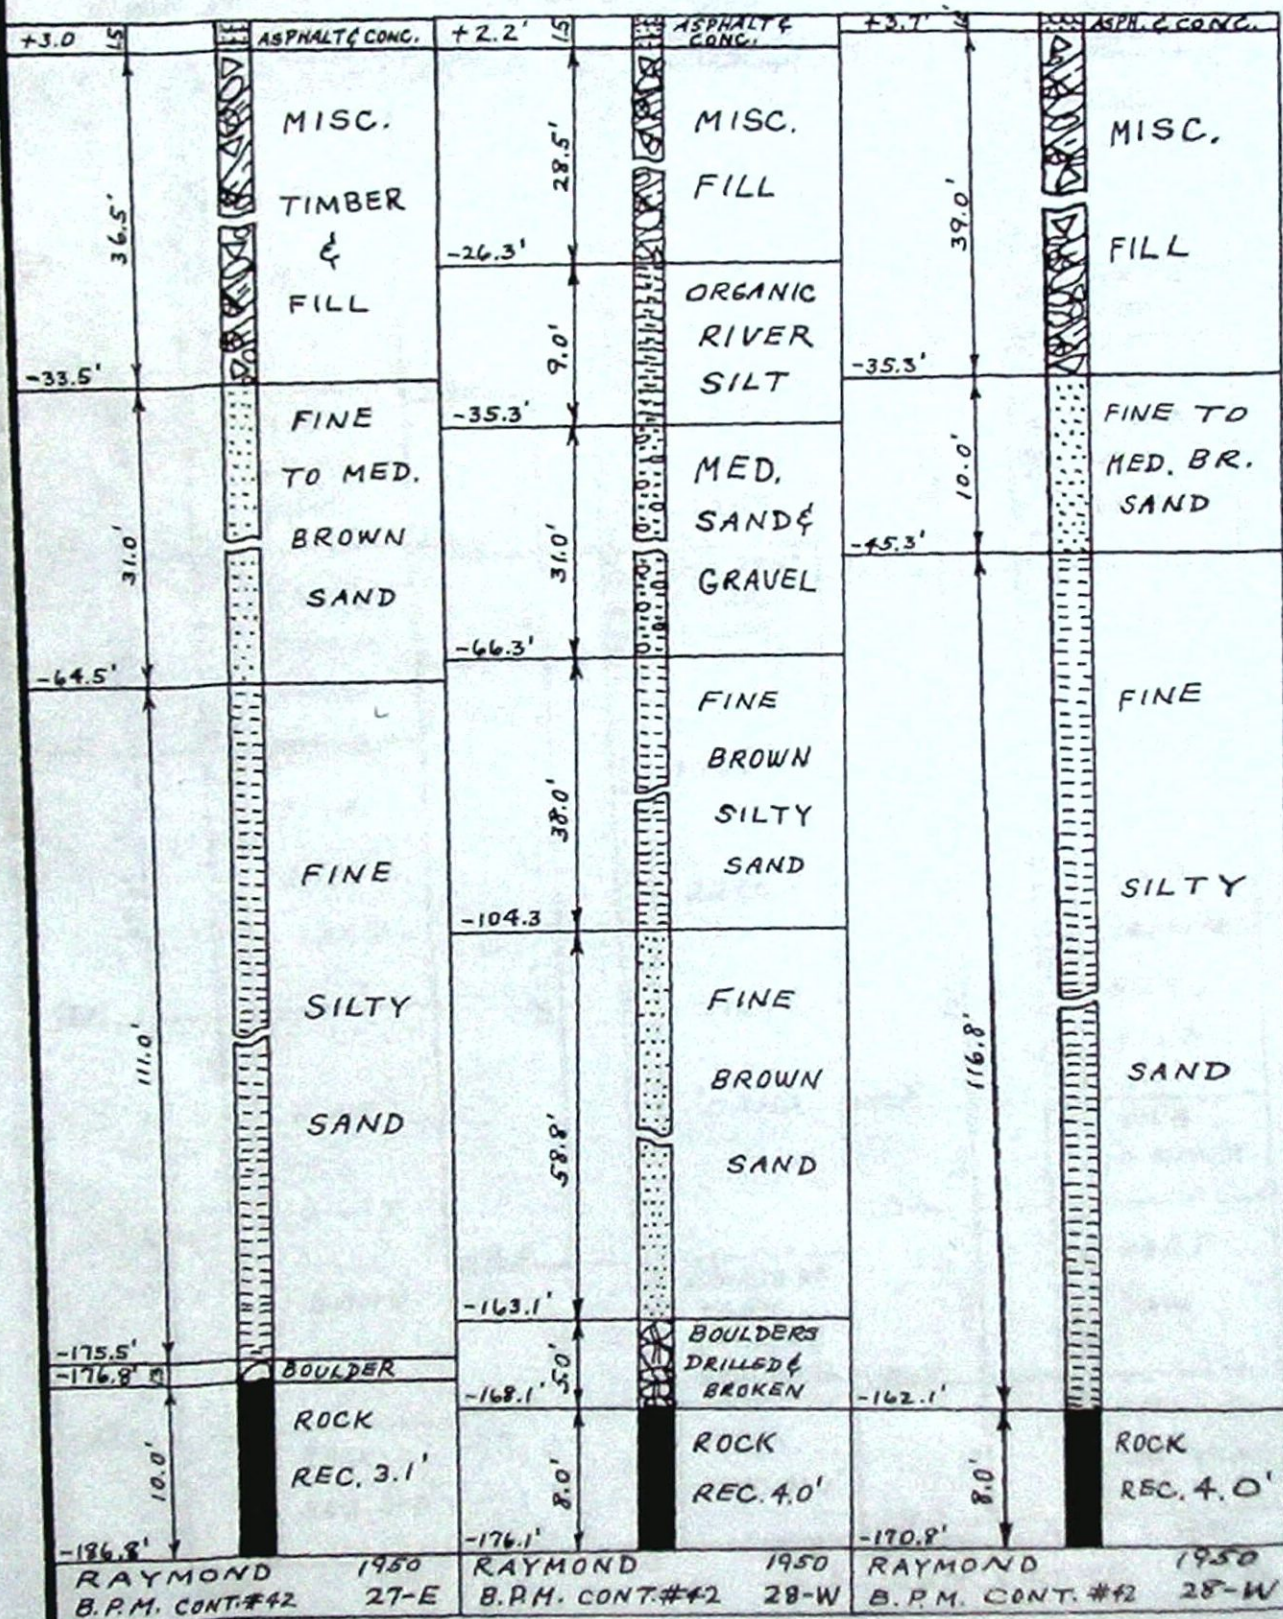 +3.0
1.5
ASPHALT & CONC.
36.5'
MISC.
TIMBER
&
FILL
-33.5'
31.0'
FINE
TO MED.
BROWN
SAND
-64.5'
111.0'
FINE
SILTY
SAND
-175.5'
BOULDER
-176.8'
10.0'
ROCK
REC. 3.1'
-186.8'
RAYMOND 1950
B.P.M. CONT.#42 27-E
+2.2'
1.5
ASPHALT &
CONC.
28.5'
MISC.
FILL
-26.3'
9.0'
ORGANIC
RIVER
SILT
-35.3'
31.0'
MED.
SAND &
GRAVEL
-66.3'
38.0'
FINE
BROWN
SILTY
SAND
-104.3
58.8'
FINE
BROWN
SAND
-163.1'
5.0'
BOULDERS
DRILLED &
BROKEN
-168.1'
8.0'
ROCK
REC. 4.0'
-176.1'
RAYMOND 1950
B.P.M. CONT.#42 28-W
+3.7'
ASPH. & CONC.
39.0'
MISC.
FILL
-35.3'
10.0'
FINE TO
MED. BR.
SAND
-45.3'
116.8'
FINE
SILTY
SAND
-162.1'
8.0'
ROCK
REC. 4.0'
-170.8'
RAYMOND 1950
B.P.M. CONT.#42 28-W